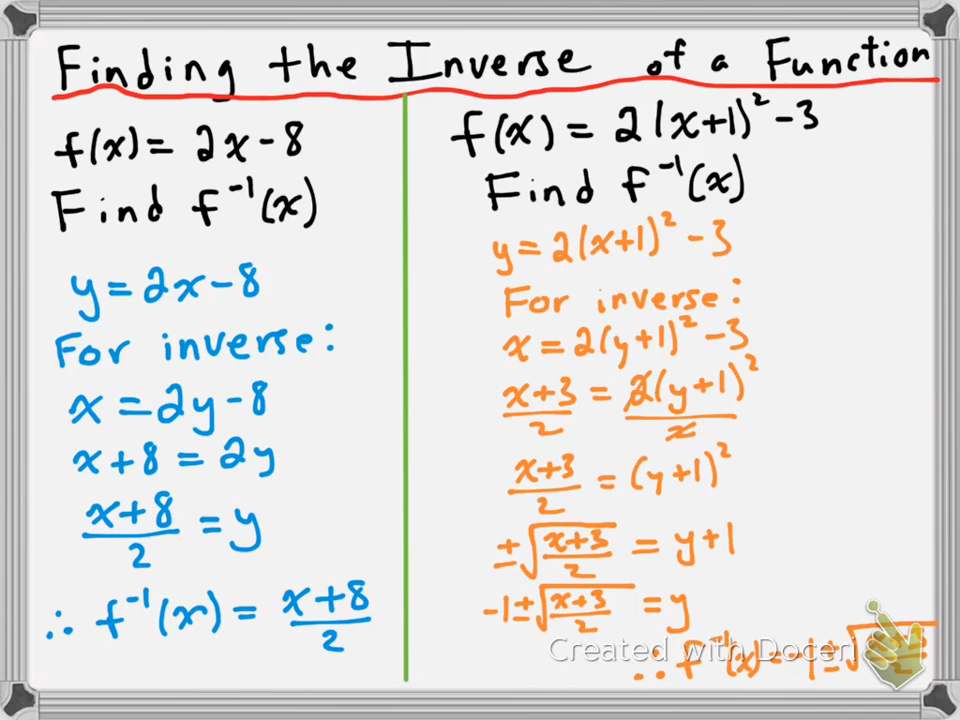 Finding the Inverse of a Function
f(x) = 2x - 8
Find f⁻¹(x)
y = 2x - 8
For inverse:
x = 2y - 8
x + 8 = 2y
(x+8)/2 = y
∴ f⁻¹(x) = (x+8)/2
f(x) = 2(x+1)² - 3
Find f⁻¹(x)
y = 2(x+1)² - 3
For inverse:
x = 2(y+1)² - 3
(x+3)/2 = 2(y+1)²/2
(x+3)/2 = (y+1)²
±√((x+3)/2) = y+1
-1±√((x+3)/2) = y
∴ f⁻¹(x) = -1±√
Created with Doceri